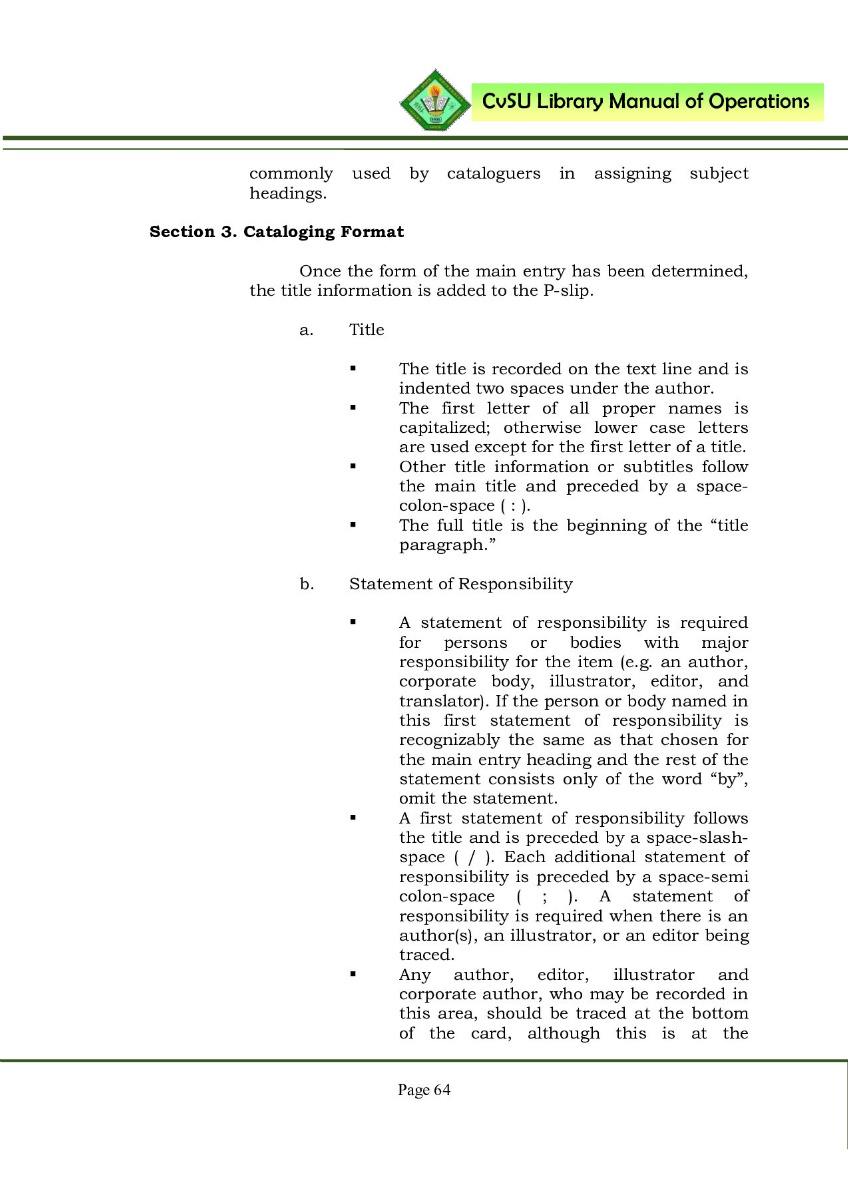 CvSU Library Manual of Operations
commonly used by cataloguers in assigning subject
headings.
Section 3. Cataloging Format
Once the form of the main entry has been determined,
the title information is added to the P-slip.
a. Title
▪ The title is recorded on the text line and is
indented two spaces under the author.
▪ The first letter of all proper names is
capitalized; otherwise lower case letters
are used except for the first letter of a title.
▪ Other title information or subtitles follow
the main title and preceded by a space-
colon-space ( : ).
▪ The full title is the beginning of the “title
paragraph.”
b. Statement of Responsibility
▪ A statement of responsibility is required
for persons or bodies with major
responsibility for the item (e.g. an author,
corporate body, illustrator, editor, and
translator). If the person or body named in
this first statement of responsibility is
recognizably the same as that chosen for
the main entry heading and the rest of the
statement consists only of the word “by”,
omit the statement.
▪ A first statement of responsibility follows
the title and is preceded by a space-slash-
space ( / ). Each additional statement of
responsibility is preceded by a space-semi
colon-space ( ; ). A statement of
responsibility is required when there is an
author(s), an illustrator, or an editor being
traced.
▪ Any author, editor, illustrator and
corporate author, who may be recorded in
this area, should be traced at the bottom
of the card, although this is at the
Page 64